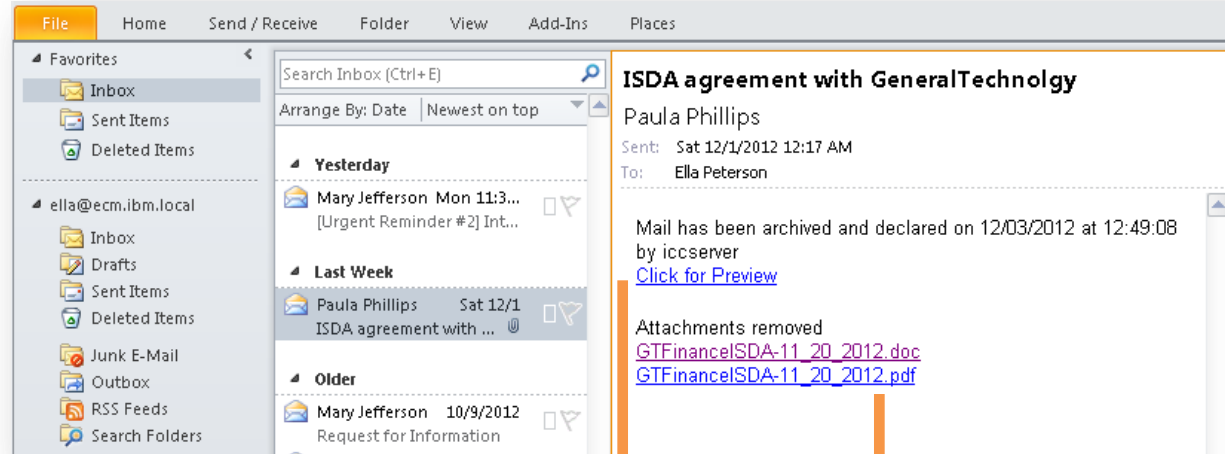 File Home Send / Receive Folder View Add-Ins Places
Favorites
Inbox
Sent Items
Deleted Items
ella@ecm.ibm.local
Inbox
Drafts
Sent Items
Deleted Items
Junk E-Mail
Outbox
RSS Feeds
Search Folders
Search Inbox (Ctrl+E)
Arrange By: Date Newest on top
Yesterday
Mary Jefferson Mon 11:3...
[Urgent Reminder #2] Int...
Last Week
Paula Phillips Sat 12/1
ISDA agreement with ...
Older
Mary Jefferson 10/9/2012
Request for Information
ISDA agreement with GeneralTechnolgy
Paula Phillips
Sent: Sat 12/1/2012 12:17 AM
To: Ella Peterson
Mail has been archived and declared on 12/03/2012 at 12:49:08
by iccserver
Click for Preview
Attachments removed
GTFinanceISDA-11_20_2012.doc
GTFinanceISDA-11_20_2012.pdf